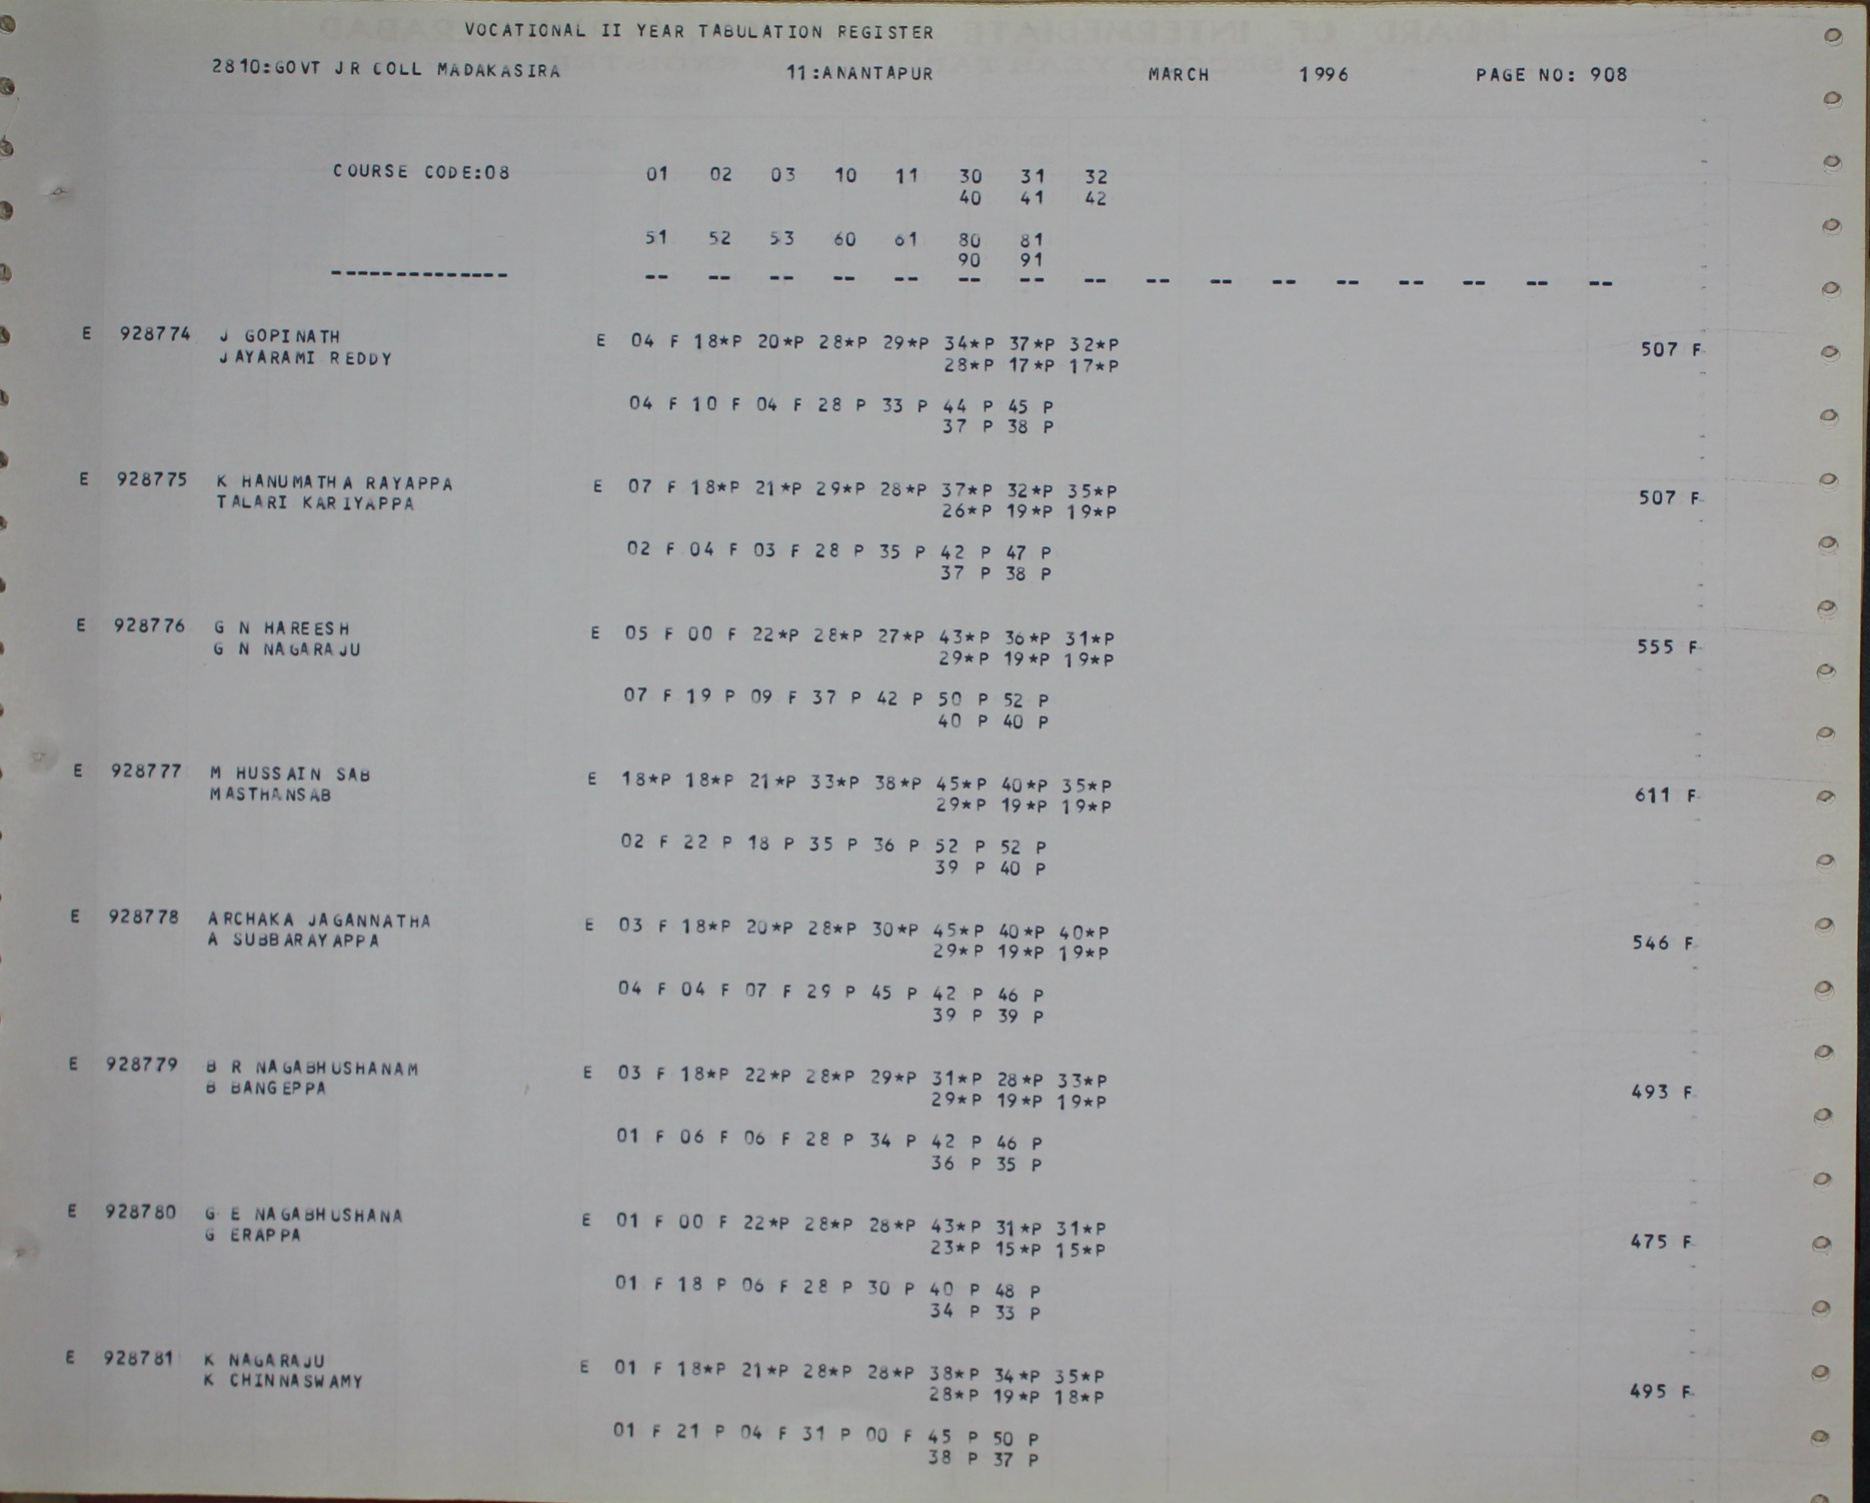 VOCATIONAL II YEAR TABULATION REGISTER
2810:GOVT JR COLL MADAKASIRA 11:ANANTAPUR MARCH 1996 PAGE NO: 908
COURSE CODE:08 01 02 03 10 11 30 31 32
40 41 42
51 52 53 60 61 80 81
90 91
-------------- -- -- -- -- -- -- -- -- -- -- -- -- -- -- -- --
E 928774 J GOPINATH E 04 F 18*P 20*P 28*P 29*P 34*P 37*P 32*P 507 F
JAYARAMI REDDY 28*P 17*P 17*P
04 F 10 F 04 F 28 P 33 P 44 P 45 P
37 P 38 P
E 928775 K HANUMATHA RAYAPPA E 07 F 18*P 21*P 29*P 28*P 37*P 32*P 35*P 507 F
TALARI KARIYAPPA 26*P 19*P 19*P
02 F 04 F 03 F 28 P 35 P 42 P 47 P
37 P 38 P
E 928776 G N HAREESH E 05 F 00 F 22*P 28*P 27*P 43*P 36*P 31*P 555 F
G N NAGARAJU 29*P 19*P 19*P
07 F 19 P 09 F 37 P 42 P 50 P 52 P
40 P 40 P
E 928777 M HUSSAIN SAB E 18*P 18*P 21*P 33*P 38*P 45*P 40*P 35*P 611 F
MASTHANSAB 29*P 19*P 19*P
02 F 22 P 18 P 35 P 36 P 52 P 52 P
39 P 40 P
E 928778 ARCHAKA JAGANNATHA E 03 F 18*P 20*P 28*P 30*P 45*P 40*P 40*P 546 F
A SUBBARAYAPPA 29*P 19*P 19*P
04 F 04 F 07 F 29 P 45 P 42 P 46 P
39 P 39 P
E 928779 B R NAGABHUSHANAM E 03 F 18*P 22*P 28*P 29*P 31*P 28*P 33*P 493 F
B BANGEPPA 29*P 19*P 19*P
01 F 06 F 06 F 28 P 34 P 42 P 46 P
36 P 35 P
E 928780 G E NAGABHUSHANA E 01 F 00 F 22*P 28*P 28*P 43*P 31*P 31*P 475 F
G ERAPPA 23*P 15*P 15*P
01 F 18 P 06 F 28 P 30 P 40 P 48 P
34 P 33 P
E 928781 K NAGARAJU E 01 F 18*P 21*P 28*P 28*P 38*P 34*P 35*P 495 F
K CHINNASWAMY 28*P 19*P 18*P
01 F 21 P 04 F 31 P 00 F 45 P 50 P
38 P 37 P